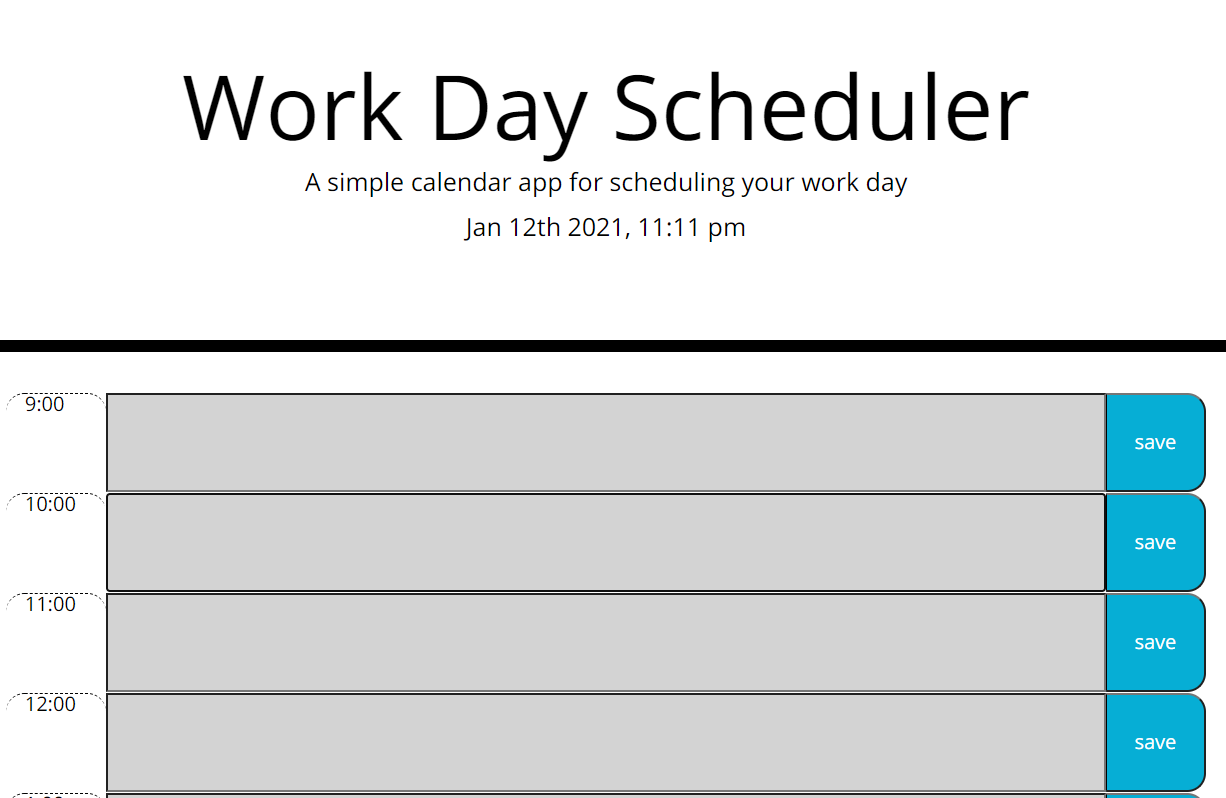 Work Day Scheduler
A simple calendar app for scheduling your work day
Jan 12th 2021, 11:11 pm
9:00
save
10:00
save
11:00
save
12:00
save